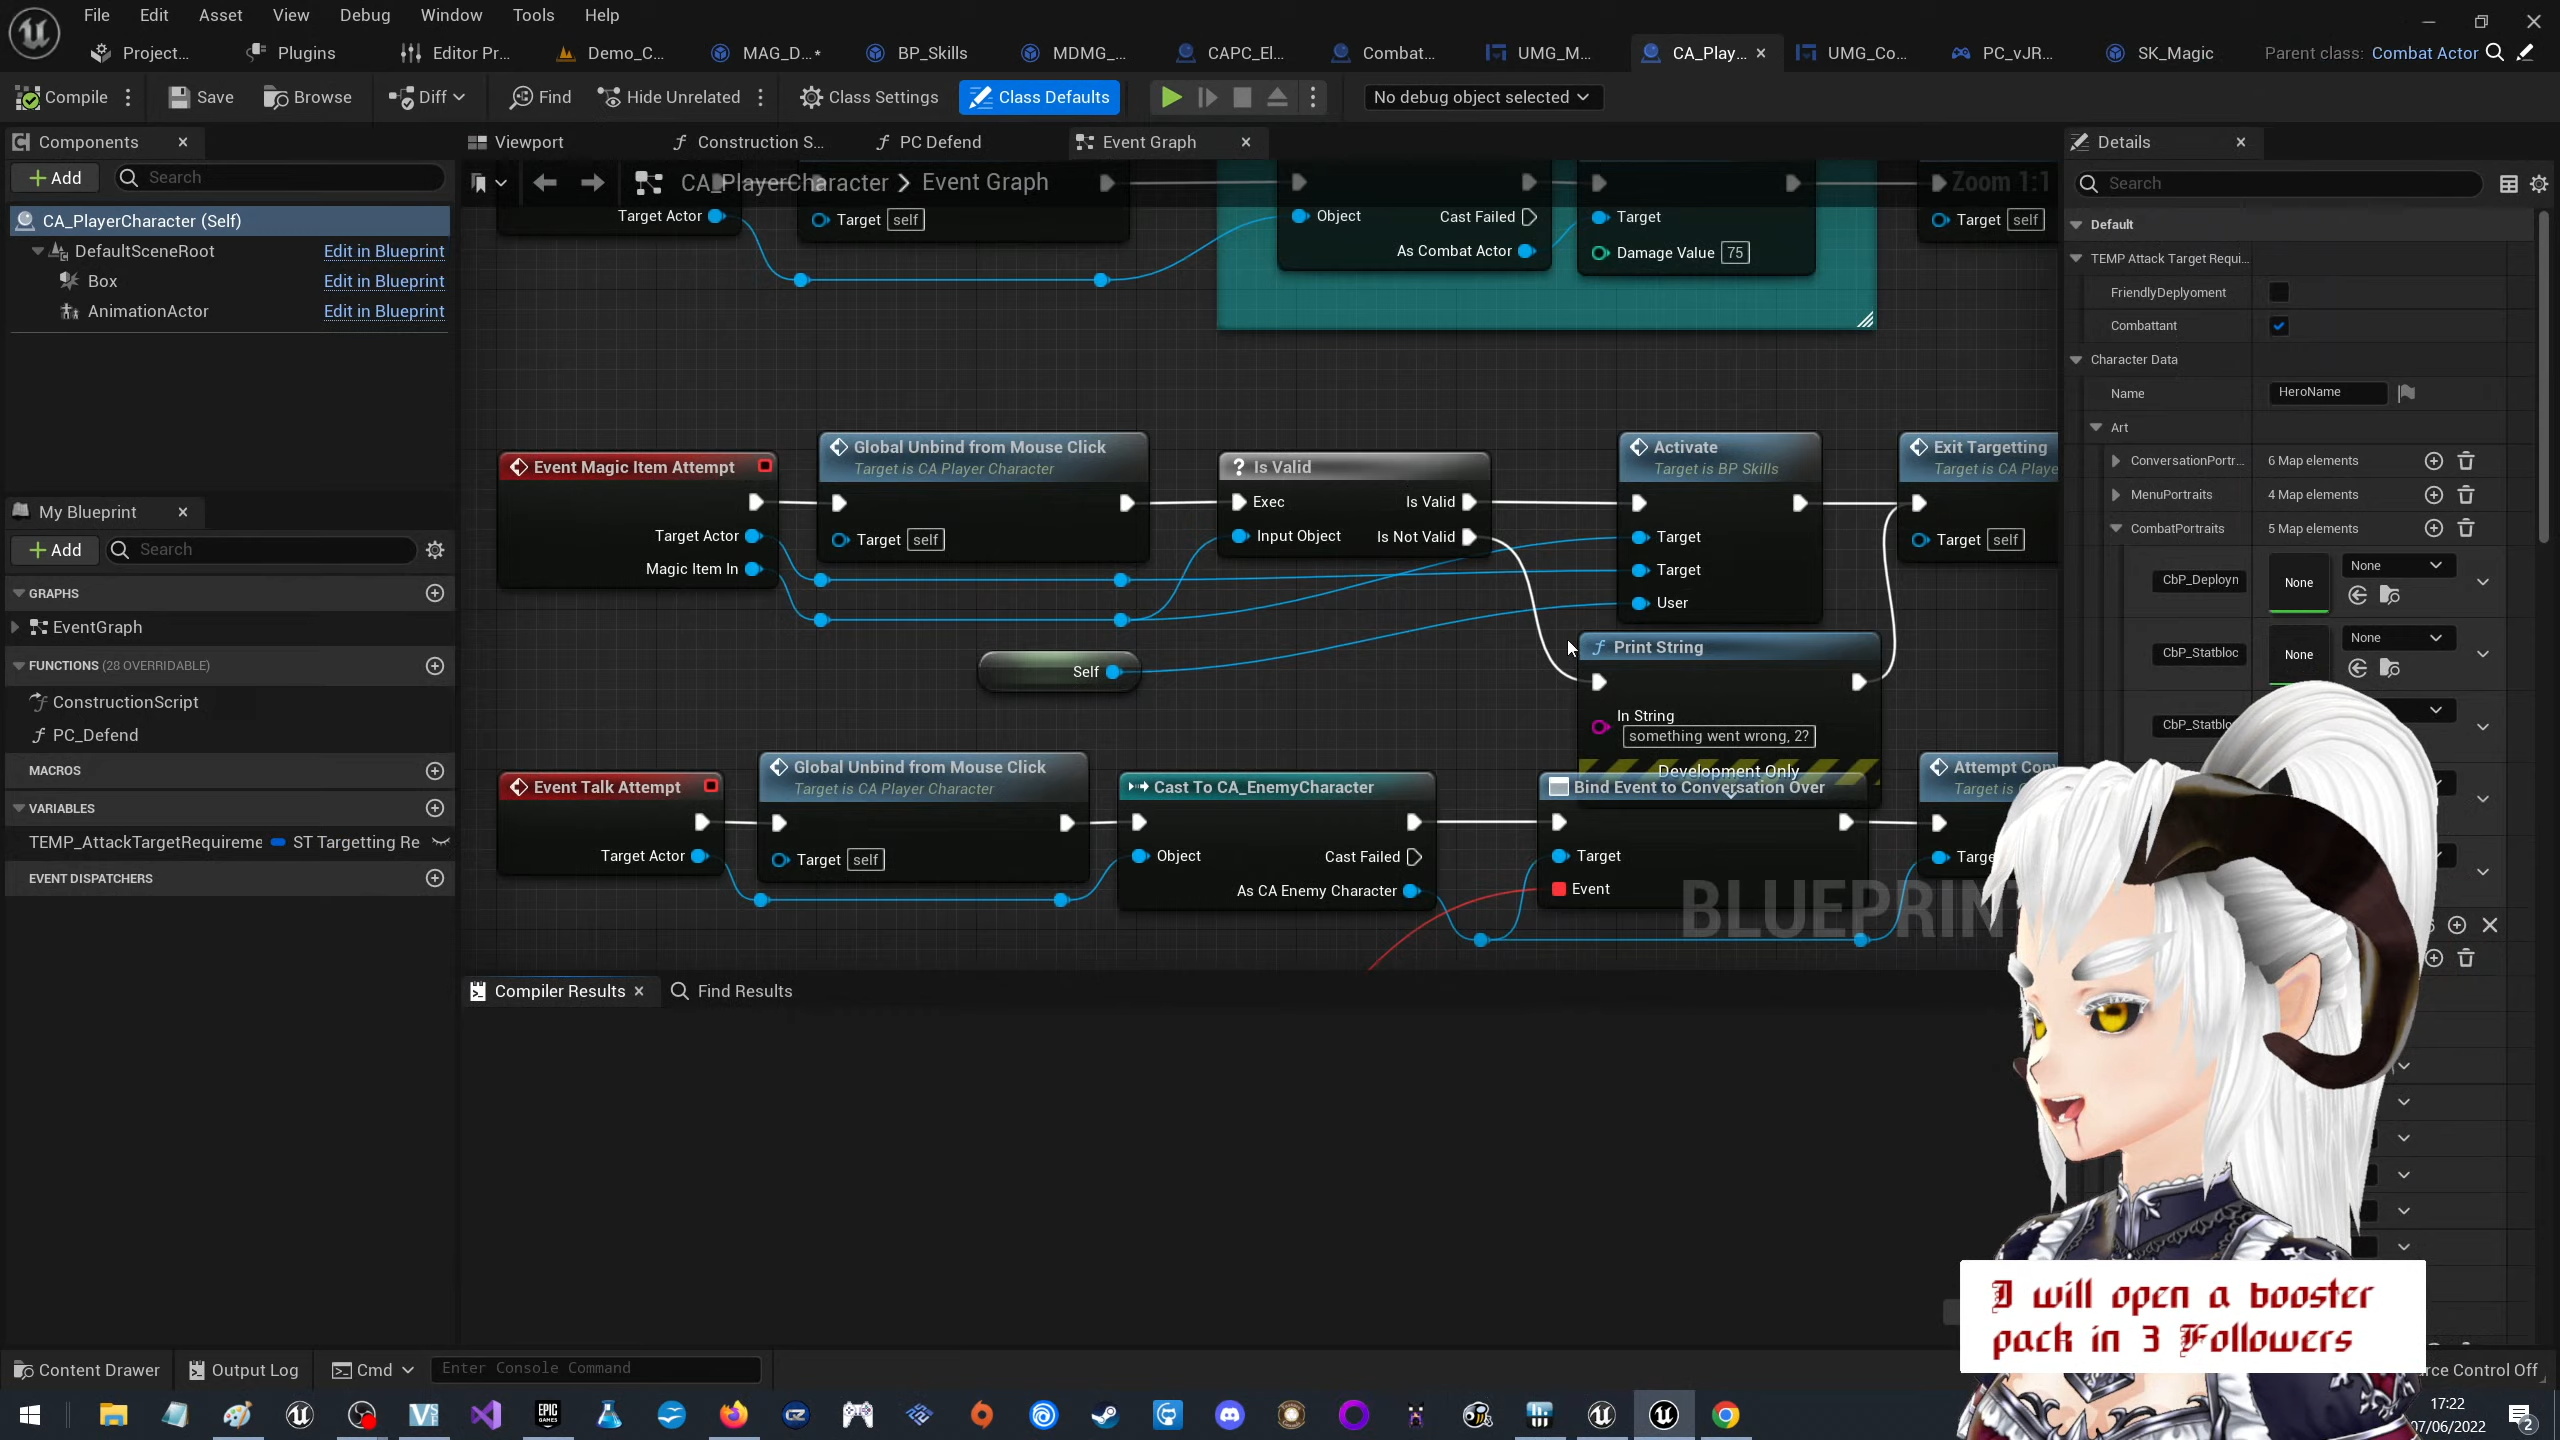 File Edit Asset View Debug Window Tools Help
Project... Plugins Editor Pr... Demo_C... MAG_D...* BP_Skills MDMG_... CAPC_El... Combat... UMG_M... CA_Play... UMG_Co... PC_vJR... SK_Magic Parent class: Combat Actor
Compile Save Browse Diff Find Hide Unrelated Class Settings Class Defaults No debug object selected
Components
Add Search
CA_PlayerCharacter (Self)
DefaultSceneRoot Edit in Blueprint
Box Edit in Blueprint
AnimationActor Edit in Blueprint
My Blueprint
Add Search
GRAPHS
EventGraph
FUNCTIONS (28 OVERRIDABLE)
ConstructionScript
PC_Defend
MACROS
VARIABLES
TEMP_AttackTargetRequireme ST Targetting Re
EVENT DISPATCHERS
Viewport Construction S... PC Defend Event Graph
CA_PlayerCharacter > Event Graph Zoom 1:1
Target Actor Target self Object Cast Failed Target Target self
As Combat Actor Damage Value 75
Event Magic Item Attempt
Target Actor
Magic Item In
Global Unbind from Mouse Click
Target is CA Player Character
Target self
? Is Valid
Exec Is Valid
Input Object Is Not Valid
Activate
Target is BP Skills
Target
Target
User
Exit Targetting
Target is CA Playe
Target self
Self
Print String
In String
something went wrong, 2?
Development Only
Event Talk Attempt
Target Actor
Global Unbind from Mouse Click
Target is CA Player Character
Target self
Cast To CA_EnemyCharacter
Object Cast Failed
As CA Enemy Character
Bind Event to Conversation Over
Target
Event
Attempt Con
Target is
Targe
BLUEPRIN
Compiler Results Find Results
Details
Search
Default
TEMP Attack Target Requi...
FriendlyDeplyoment
Combattant
Character Data
Name HeroName
Art
ConversationPortr... 6 Map elements
MenuPortraits 4 Map elements
CombatPortraits 5 Map elements
CbP_Deployn None None
CbP_Statbloc None None
CbP_Statblo
I will open a booster
pack in 3 Followers
Content Drawer Output Log Cmd Enter Console Command rce Control Off
17:22
07/06/2022
2